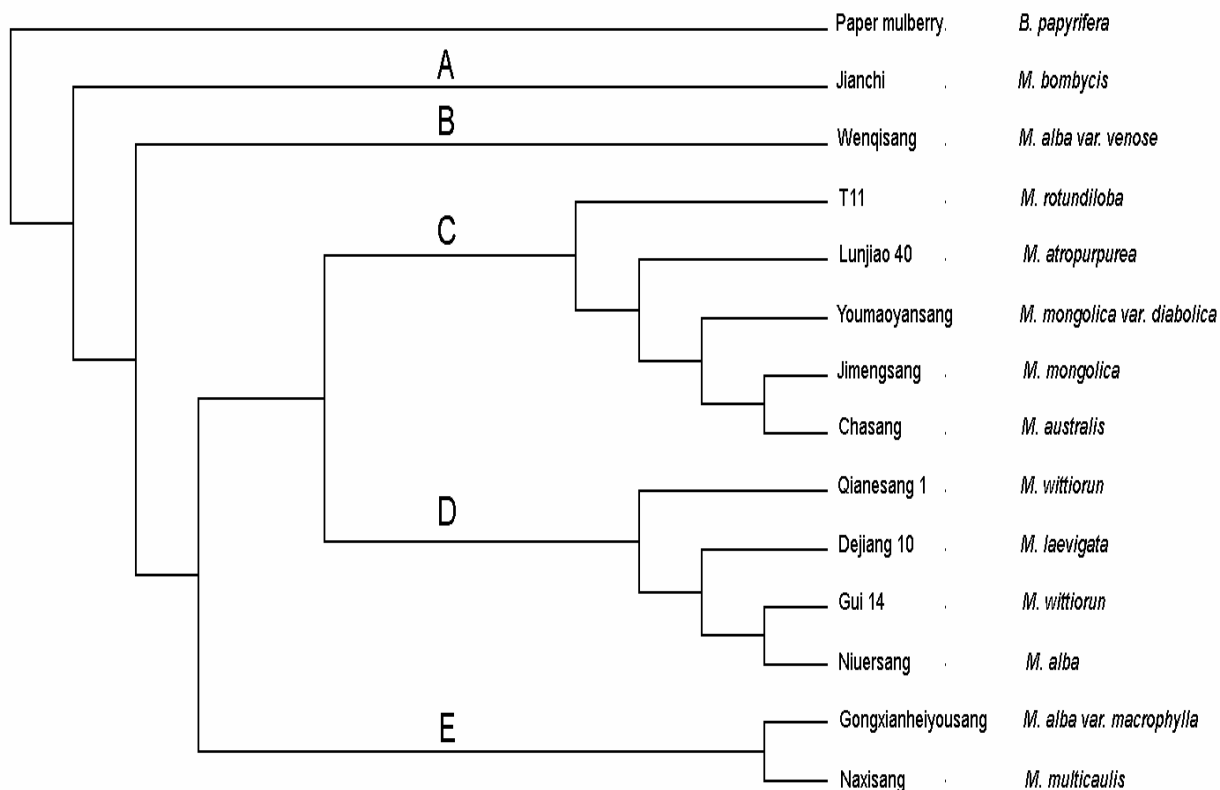 Paper mulberry. B. papyrifera
A
Jianchi . M. bombycis
B
Wenqisang . M. alba var. venose
T11 . M. rotundiloba
C
Lunjiao 40 . M. atropurpurea
Youmaoyansang M. mongolica var. diabolica
Jimengsang . M. mongolica
Chasang . M. australis
Qianesang 1 . M. wittiorun
D
Dejiang 10 . M. laevigata
Gui 14 . M. wittiorun
Niuersang . M. alba
Gongxianheiyousang M. alba var. macrophylla
E
Naxisang . M. multicaulis